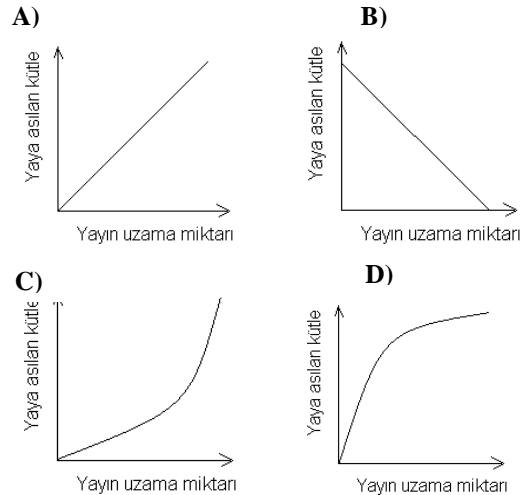 A)
B)
Yaya asılan kütle
Yaya asılan kütle
Yayın uzama miktarı
Yayın uzama miktarı
C)
D)
Yaya asılan kütle
Yaya asılan kütle
Yayın uzama miktarı
Yayın uzama miktarı